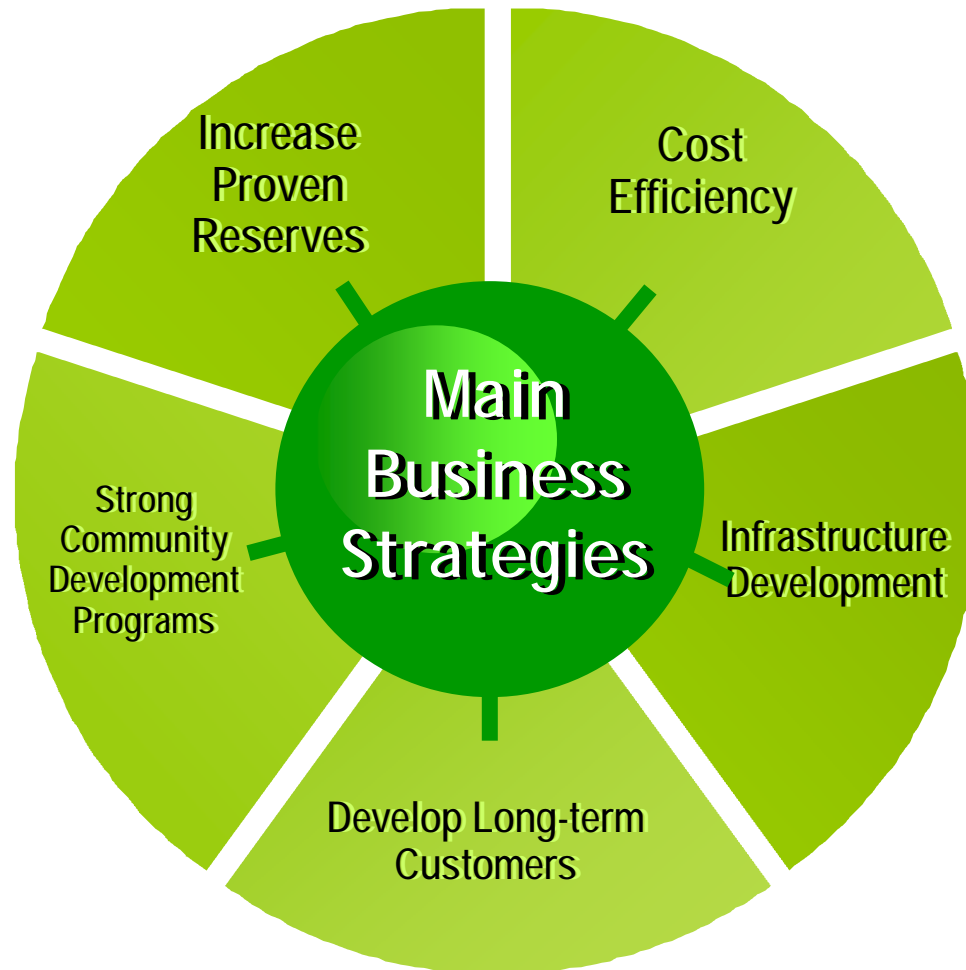 Increase
Proven
Reserves
Cost
Efficiency
Main
Business
Strategies
Strong
Community
Development
Programs
Infrastructure
Development
Develop Long-term
Customers